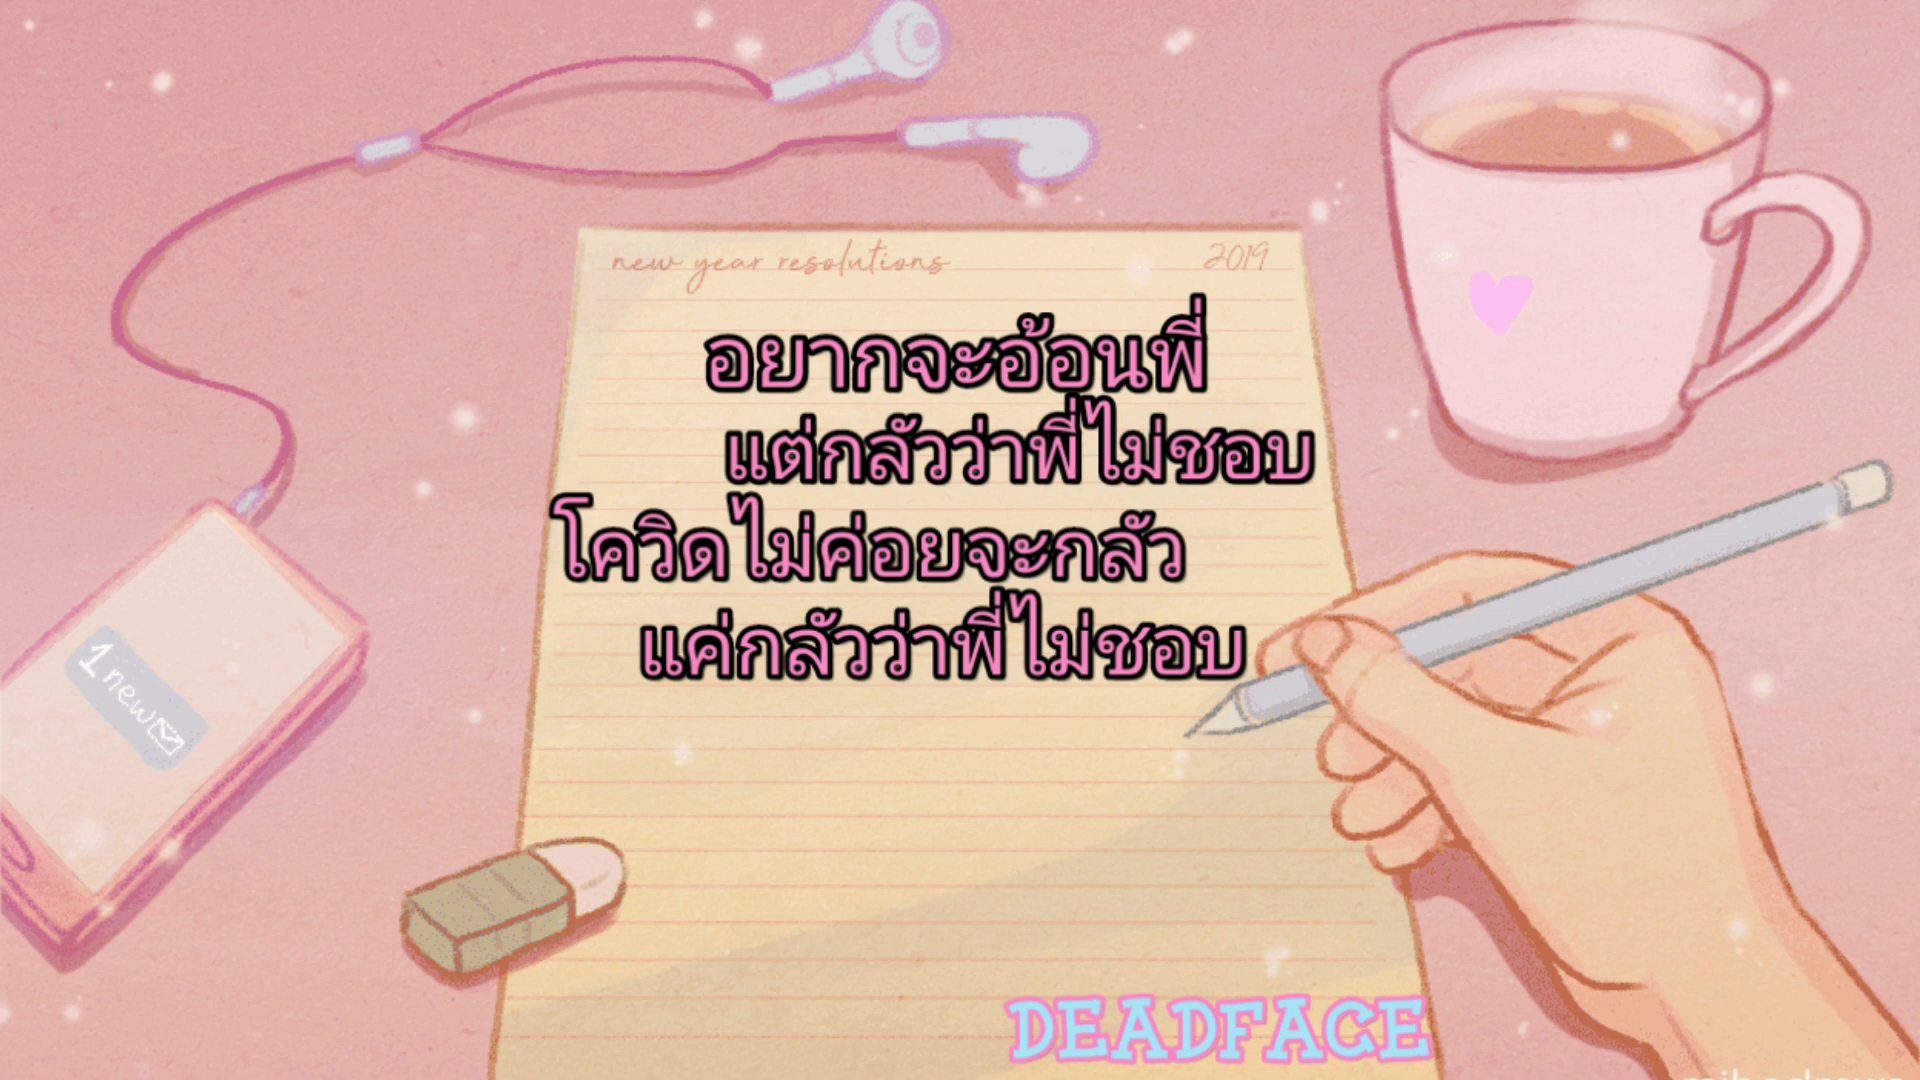 new year resolutions 2019
อยากจะอ้อนพี่
แต่กลัวว่าพี่ไม่ชอบ
โควิดไม่ค่อยจะกลัว
แค่กลัวว่าพี่ไม่ชอบ
1 new
DEADFACE